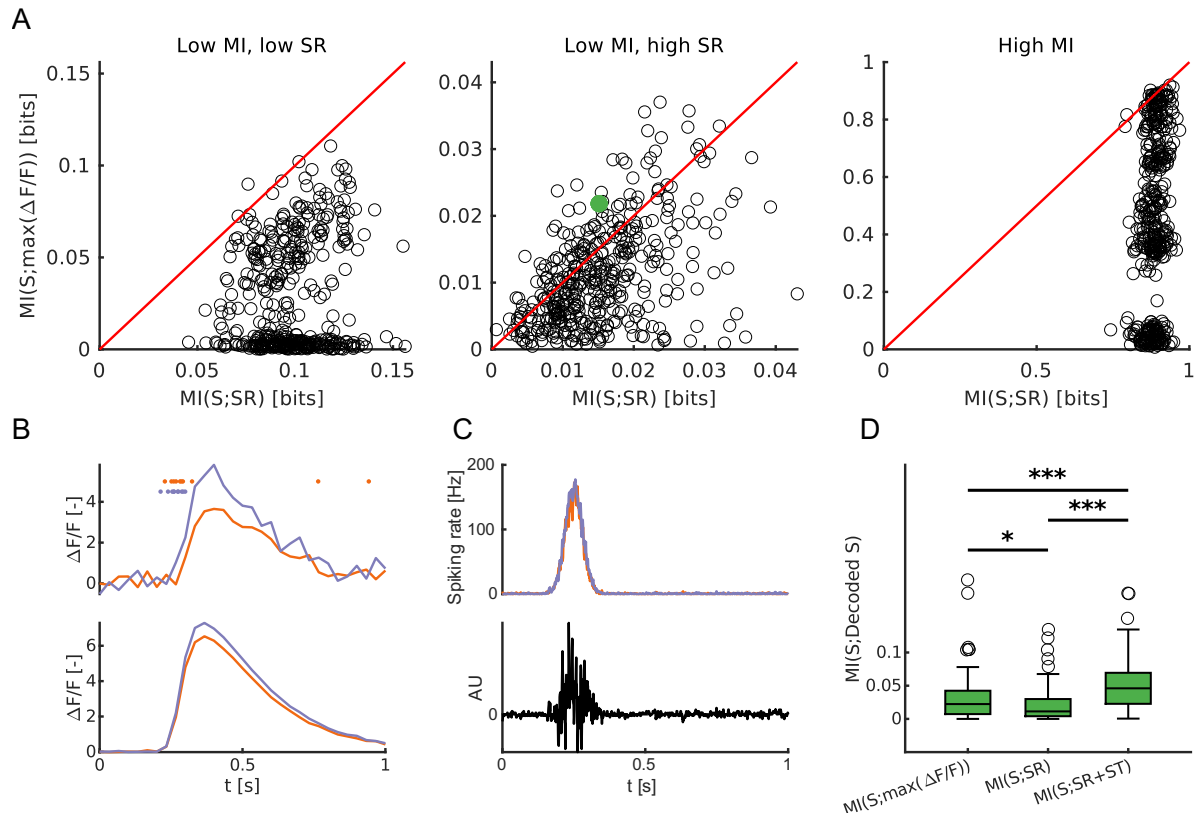 A
Low MI, low SR
Low MI, high SR
High MI
MI(S;max(ΔF/F)) [bits]
0.15
0.1
0.05
0
0.04
0.03
0.02
0.01
0
1
0.8
0.6
0.4
0.2
0
0 0.05 0.1 0.15
0 0.01 0.02 0.03 0.04
0 0.5 1
MI(S;SR) [bits]
MI(S;SR) [bits]
MI(S;SR) [bits]
B
C
D
ΔF/F [-]
4
2
0
ΔF/F [-]
6
4
2
0
0 0.5 1
t [s]
Spiking rate [Hz]
200
100
0
AU
0
0 0.5 1
t [s]
MI(S;Decoded S)
0.1
0.05
0
***
***
*
MI(S;max(ΔF/F))
MI(S;SR)
MI(S;SR+ST)